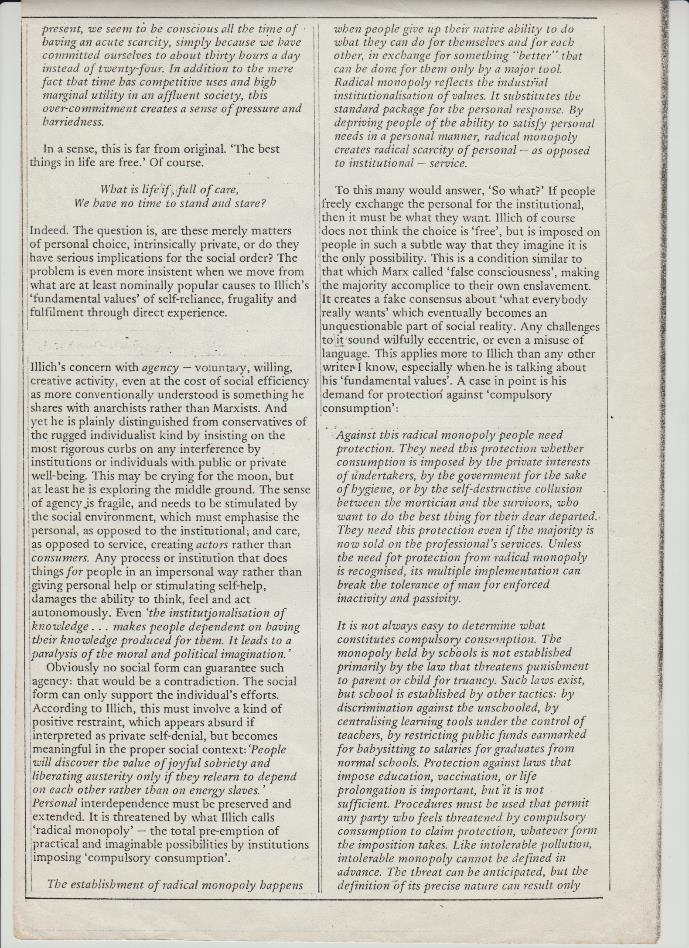 present, we seem to be conscious all the time of
having an acute scarcity, simply because we have
committed ourselves to about thirty hours a day
instead of twenty-four. In addition to the mere
fact that time has competitive uses and high
marginal utility in an affluent society, this
over-commitment creates a sense of pressure and
harriedness.
In a sense, this is far from original. ‘The best
things in life are free.’ Of course.
What is life if, full of care,
We have no time to stand and stare?
Indeed. The question is, are these merely matters
of personal choice, intrinsically private, or do they
have serious implications for the social order? The
problem is even more insistent when we move from
what are at least nominally popular causes to Illich’s
‘fundamental values’ of self-reliance, frugality and
fulfilment through direct experience.
Illich’s concern with agency — voluntary, willing,
creative activity, even at the cost of social efficiency
as more conventionally understood is something he
shares with anarchists rather than Marxists. And
yet he is plainly distinguished from conservatives of
the rugged individualist kind by insisting on the
most rigorous curbs on any interference by
institutions or individuals with public or private
well-being. This may be crying for the moon, but
at least he is exploring the middle ground. The sense
of agency is fragile, and needs to be stimulated by
the social environment, which must emphasise the
personal, as opposed to the institutional; and care,
as opposed to service, creating actors rather than
consumers. Any process or institution that does
things for people in an impersonal way rather than
giving personal help or stimulating self-help,
damages the ability to think, feel and act
autonomously. Even ‘the institutionalisation of
knowledge . . . makes people dependent on having
their knowledge produced for them. It leads to a
paralysis of the moral and political imagination.’
Obviously no social form can guarantee such
agency: that would be a contradiction. The social
form can only support the individual’s efforts.
According to Illich, this must involve a kind of
positive restraint, which appears absurd if
interpreted as private self-denial, but becomes
meaningful in the proper social context: ‘People
will discover the value of joyful sobriety and
liberating austerity only if they relearn to depend
on each other rather than on energy slaves.’
Personal interdependence must be preserved and
extended. It is threatened by what Illich calls
‘radical monopoly’ — the total pre-emption of
practical and imaginable possibilities by institutions
imposing ‘compulsory consumption’.
The establishment of radical monopoly happens
when people give up their native ability to do
what they can do for themselves and for each
other, in exchange for something “better” that
can be done for them only by a major tool.
Radical monopoly reflects the industrial
institutionalisation of values. It substitutes the
standard package for the personal response. By
depriving people of the ability to satisfy personal
needs in a personal manner, radical monopoly
creates radical scarcity of personal — as opposed
to institutional — service.
To this many would answer, ‘So what?’ If people
freely exchange the personal for the institutional,
then it must be what they want. Illich of course
does not think the choice is ‘free’, but is imposed on
people in such a subtle way that they imagine it is
the only possibility. This is a condition similar to
that which Marx called ‘false consciousness’, making
the majority accomplice to their own enslavement.
It creates a fake consensus about ‘what everybody
really wants’ which eventually becomes an
unquestionable part of social reality. Any challenges
to it sound wilfully eccentric, or even a misuse of
language. This applies more to Illich than any other
writer I know, especially when he is talking about
his ‘fundamental values’. A case in point is his
demand for protection against ‘compulsory
consumption’:
Against this radical monopoly people need
protection. They need this protection whether
consumption is imposed by the private interests
of undertakers, by the government for the sake
of hygiene, or by the self-destructive collusion
between the mortician and the survivors, who
want to do the best thing for their dear departed.
They need this protection even if the majority is
now sold on the professional’s services. Unless
the need for protection from radical monopoly
is recognised, its multiple implementation can
break the tolerance of man for enforced
inactivity and passivity.
It is not always easy to determine what
constitutes compulsory consumption. The
monopoly held by schools is not established
primarily by the law that threatens punishment
to parent or child for truancy. Such laws exist,
but school is established by other tactics: by
discrimination against the unschooled, by
centralising learning tools under the control of
teachers, by restricting public funds earmarked
for babysitting to salaries for graduates from
normal schools. Protection against laws that
impose education, vaccination, or life
prolongation is important, but it is not
sufficient. Procedures must be used that permit
any party who feels threatened by compulsory
consumption to claim protection, whatever form
the imposition takes. Like intolerable pollution,
intolerable monopoly cannot be defined in
advance. The threat can be anticipated, but the
definition of its precise nature can result only